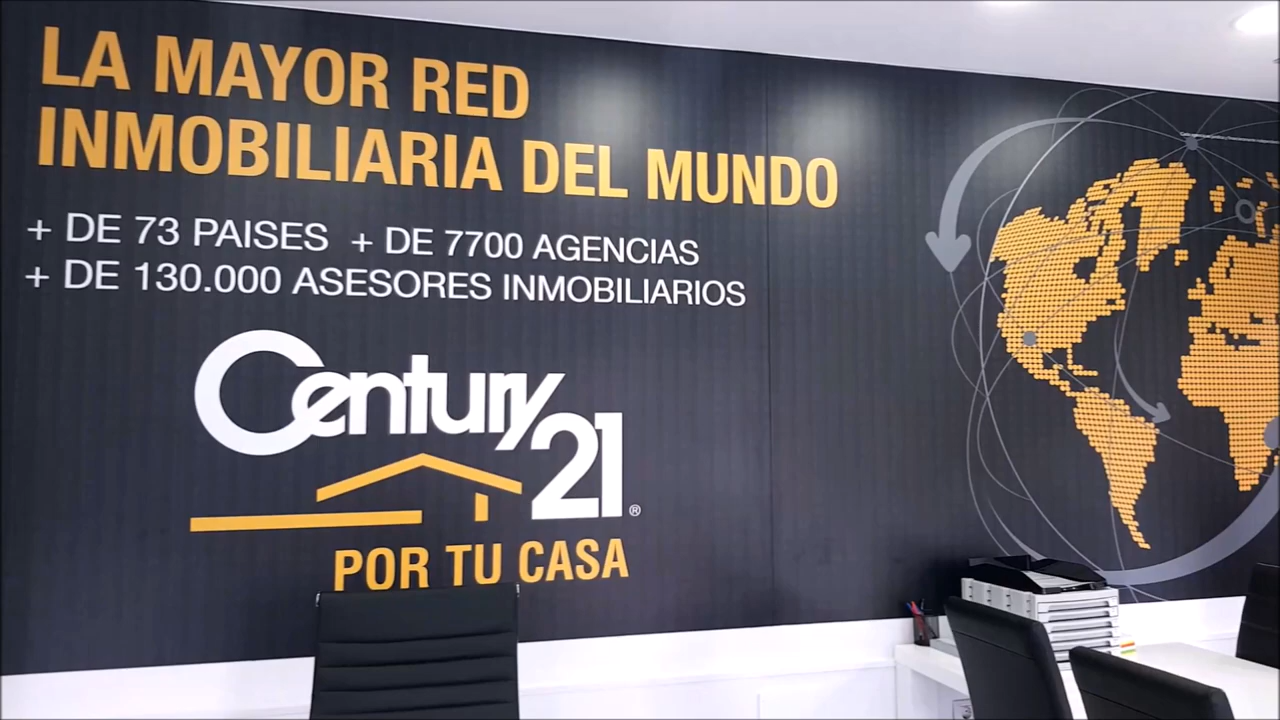 LA MAYOR RED
INMOBILIARIA DEL MUNDO
+ DE 73 PAISES + DE 7700 AGENCIAS
+ DE 130.000 ASESORES INMOBILIARIOS
Century
21®
POR TU CASA